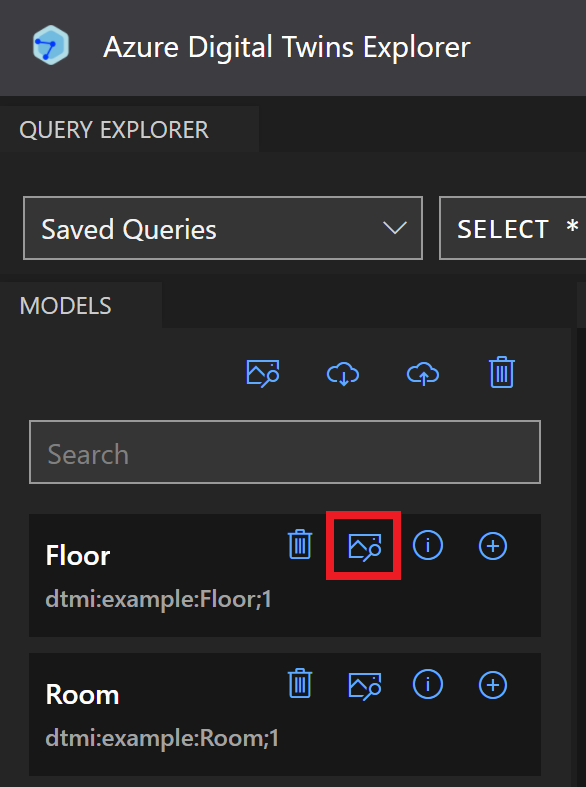 Azure Digital Twins Explorer
QUERY EXPLORER
Saved Queries
SELECT *
MODELS
Search
Floor
dtmi:example:Floor;1
Room
dtmi:example:Room;1